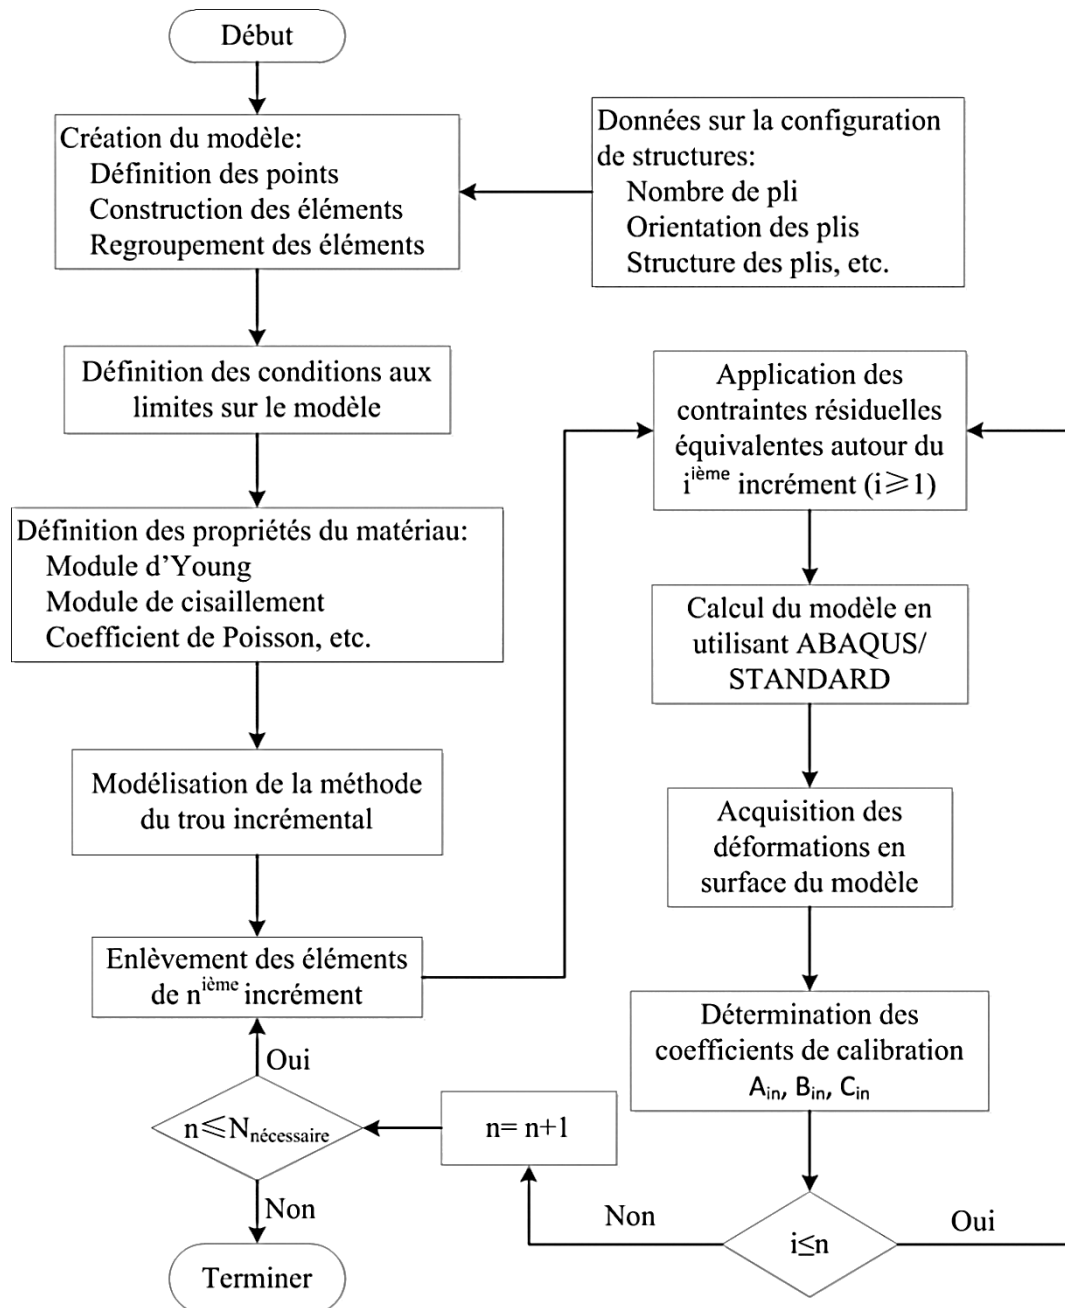 Début
Création du modèle:
Définition des points
Construction des éléments
Regroupement des éléments
Données sur la configuration
de structures:
Nombre de pli
Orientation des plis
Structure des plis, etc.
Définition des conditions aux
limites sur le modèle
Définition des propriétés du matériau:
Module d'Young
Module de cisaillement
Coefficient de Poisson, etc.
Modélisation de la méthode
du trou incrémental
Enlèvement des éléments
de nième incrément
Application des
contraintes résiduelles
équivalentes autour du
iième incrément (i⩾1)
Calcul du modèle en
utilisant ABAQUS/
STANDARD
Acquisition des
déformations en
surface du modèle
Détermination des
coefficients de calibration
Ain, Bin, Cin
i≤n
Oui
Non
n= n+1
n⩽Nnécessaire
Oui
Non
Terminer